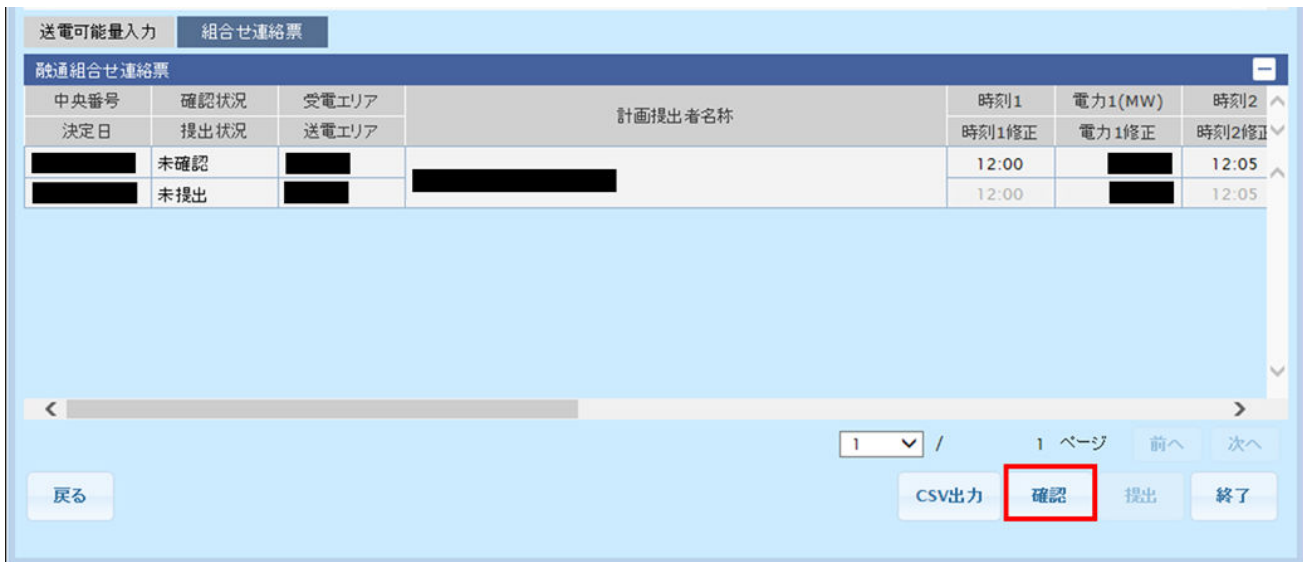 送電可能量入力 組合せ連絡票
融通組合せ連絡票
中央番号 確認状況 受電エリア 計画提出者名称 時刻1 電力1(MW) 時刻2
決定日 提出状況 送電エリア 時刻1修正 電力1修正 時刻2修正
未確認 12:00 12:05
未提出 12:00 12:05
1 / 1 ページ 前へ 次へ
戻る CSV出力 確認 提出 終了